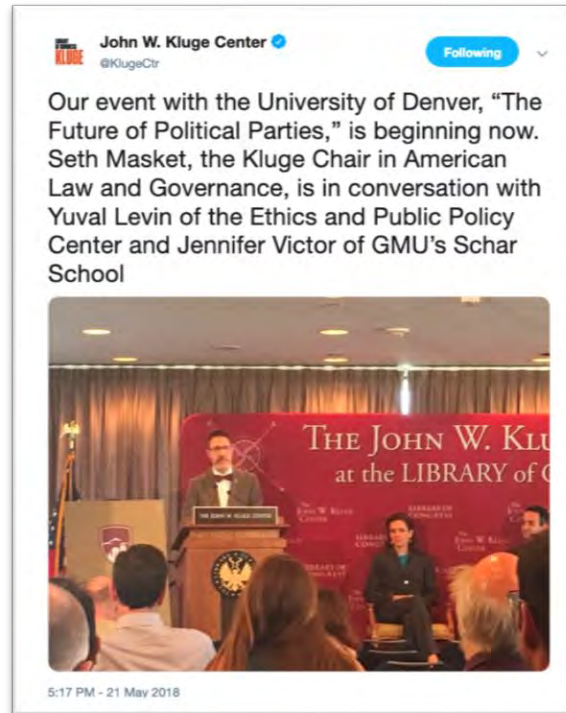 KLUGE
John W. Kluge Center
Following
@KlugeCtr
Our event with the University of Denver, “The
Future of Political Parties,” is beginning now.
Seth Masket, the Kluge Chair in American
Law and Governance, is in conversation with
Yuval Levin of the Ethics and Public Policy
Center and Jennifer Victor of GMU’s Schar
School
THE JOHN W. KLU
at the LIBRARY of C
THE JOHN W. KLUGE CENTER
5:17 PM - 21 May 2018